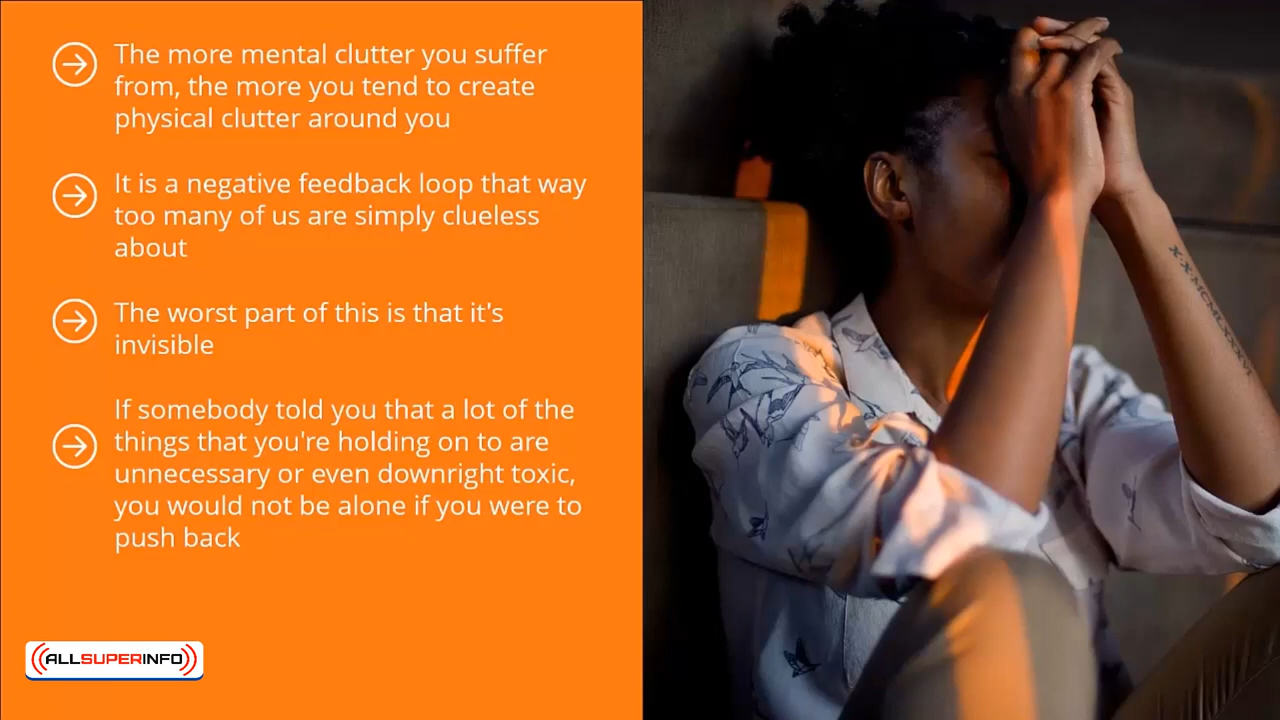 The more mental clutter you suffer
from, the more you tend to create
physical clutter around you
It is a negative feedback loop that way
too many of us are simply clueless
about
The worst part of this is that it's
invisible
If somebody told you that a lot of the
things that you're holding on to are
unnecessary or even downright toxic,
you would not be alone if you were to
push back
((ALLSUPERINFO))